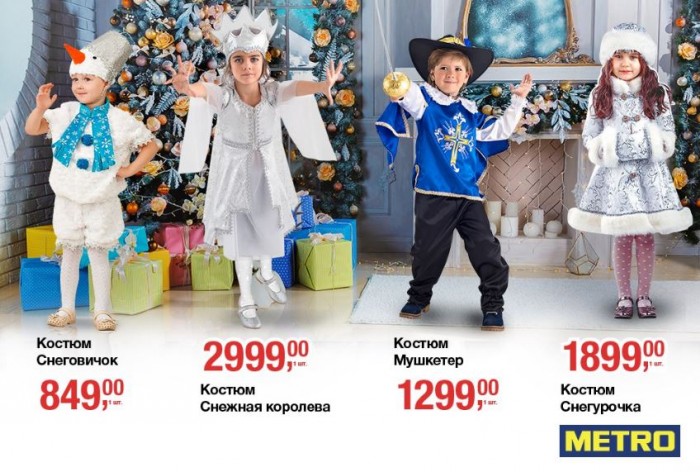 Костюм
Снеговичок
849,00
1 шт.
2999,00
1 шт.
Костюм
Снежная королева
Костюм
Мушкетер
1299,00
1 шт.
1899,00
1 шт.
Костюм
Снегурочка
METRO